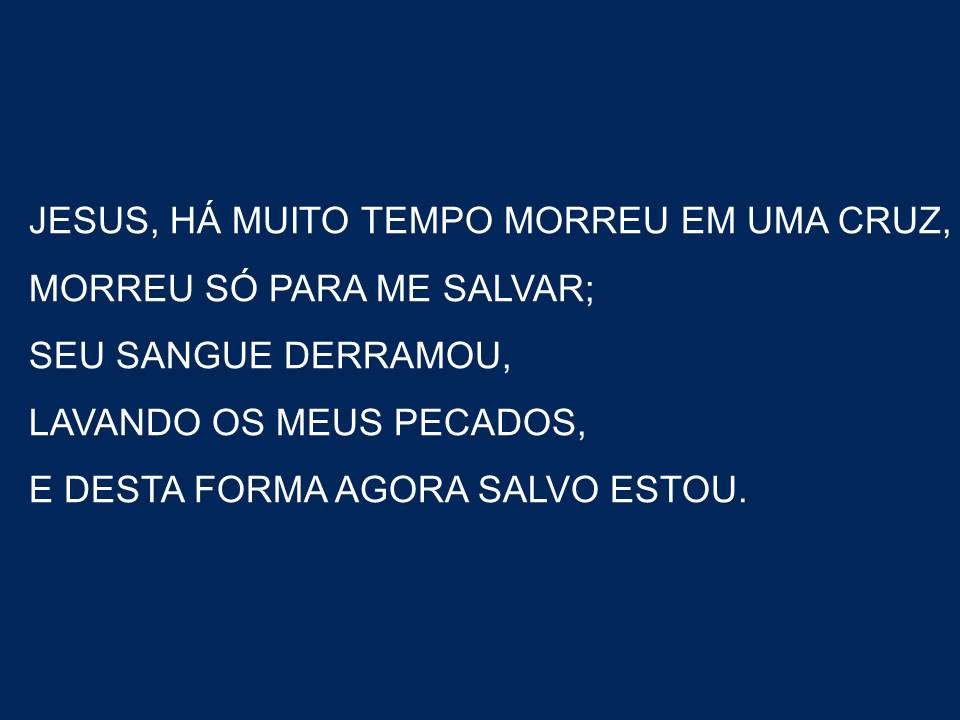 JESUS, HÁ MUITO TEMPO MORREU EM UMA CRUZ,
MORREU SÓ PARA ME SALVAR;
SEU SANGUE DERRAMOU,
LAVANDO OS MEUS PECADOS,
E DESTA FORMA AGORA SALVO ESTOU.